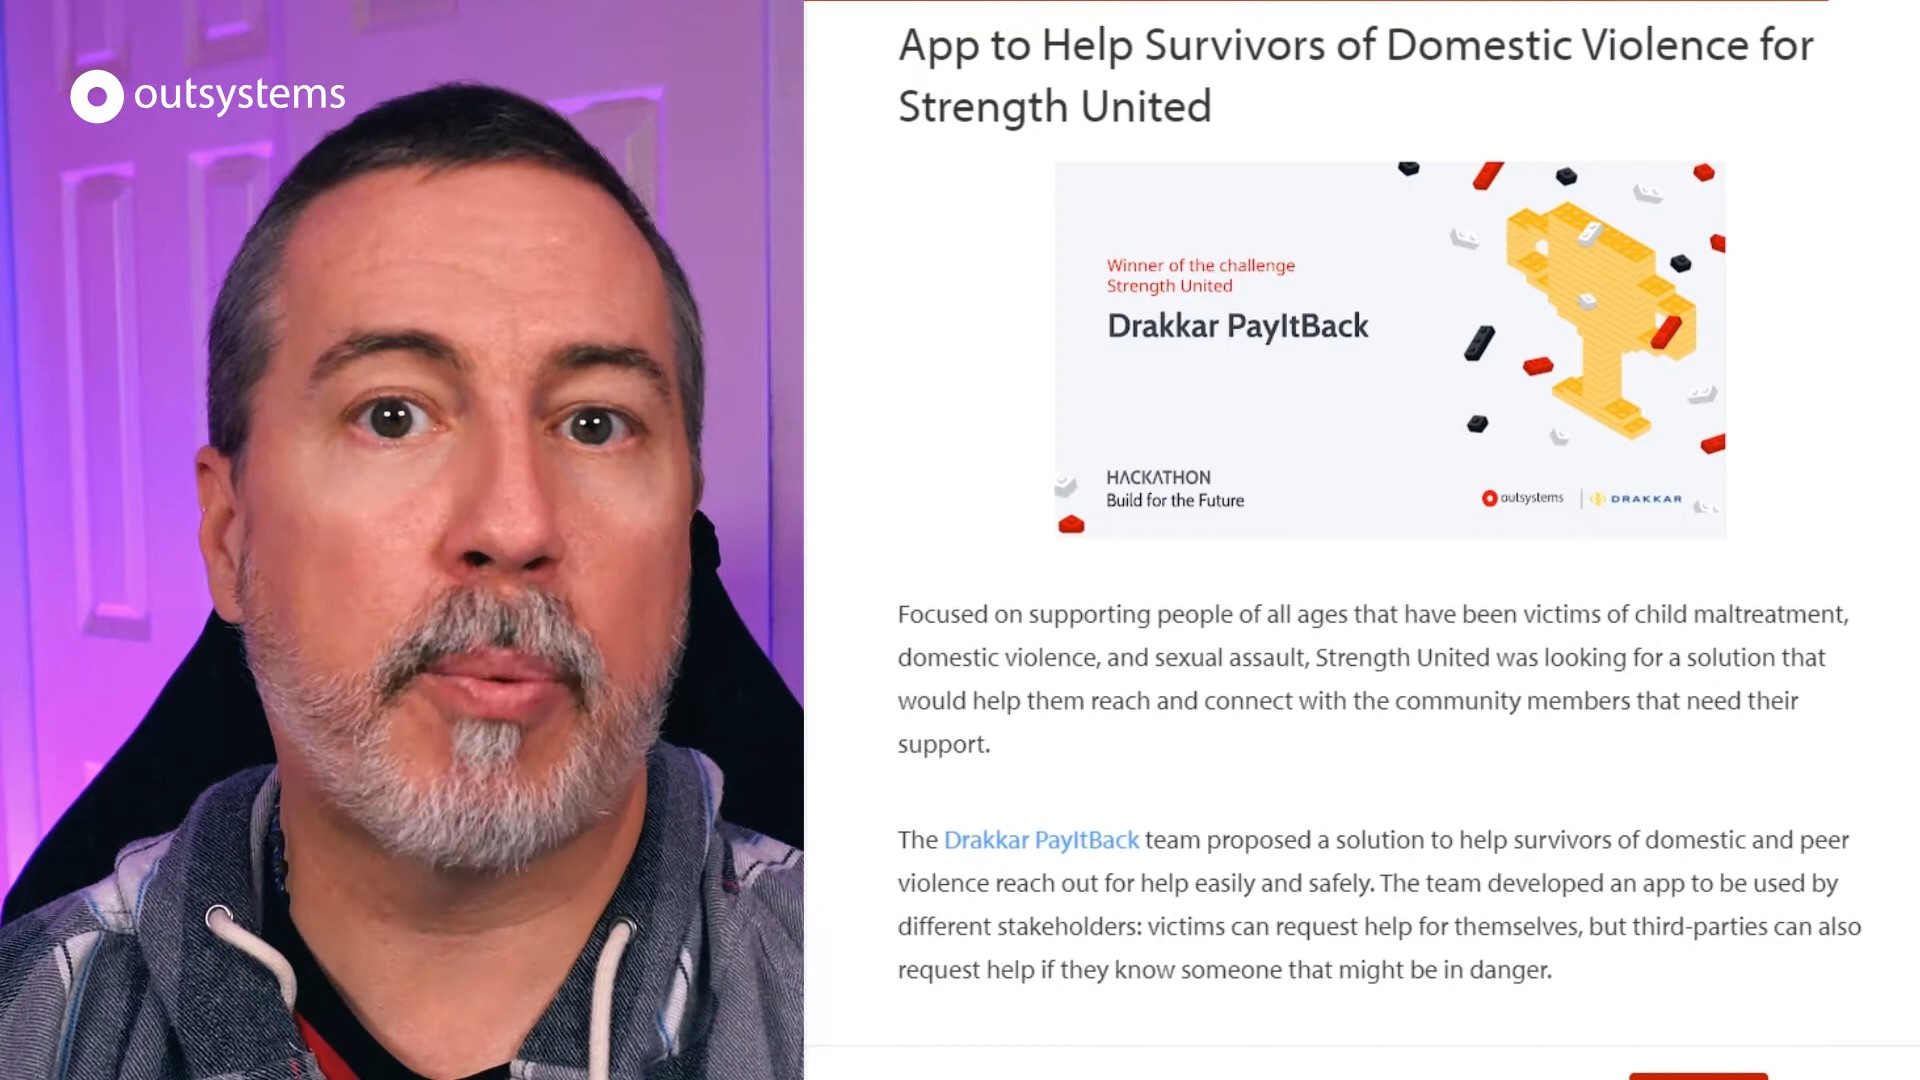 outsystems
App to Help Survivors of Domestic Violence for
Strength United
Winner of the challenge
Strength United
Drakkar PayItBack
HACKATHON
Build for the Future
outsystems | DRAKKAR
Focused on supporting people of all ages that have been victims of child maltreatment,
domestic violence, and sexual assault, Strength United was looking for a solution that
would help them reach and connect with the community members that need their
support.
The Drakkar PayItBack team proposed a solution to help survivors of domestic and peer
violence reach out for help easily and safely. The team developed an app to be used by
different stakeholders: victims can request help for themselves, but third-parties can also
request help if they know someone that might be in danger.